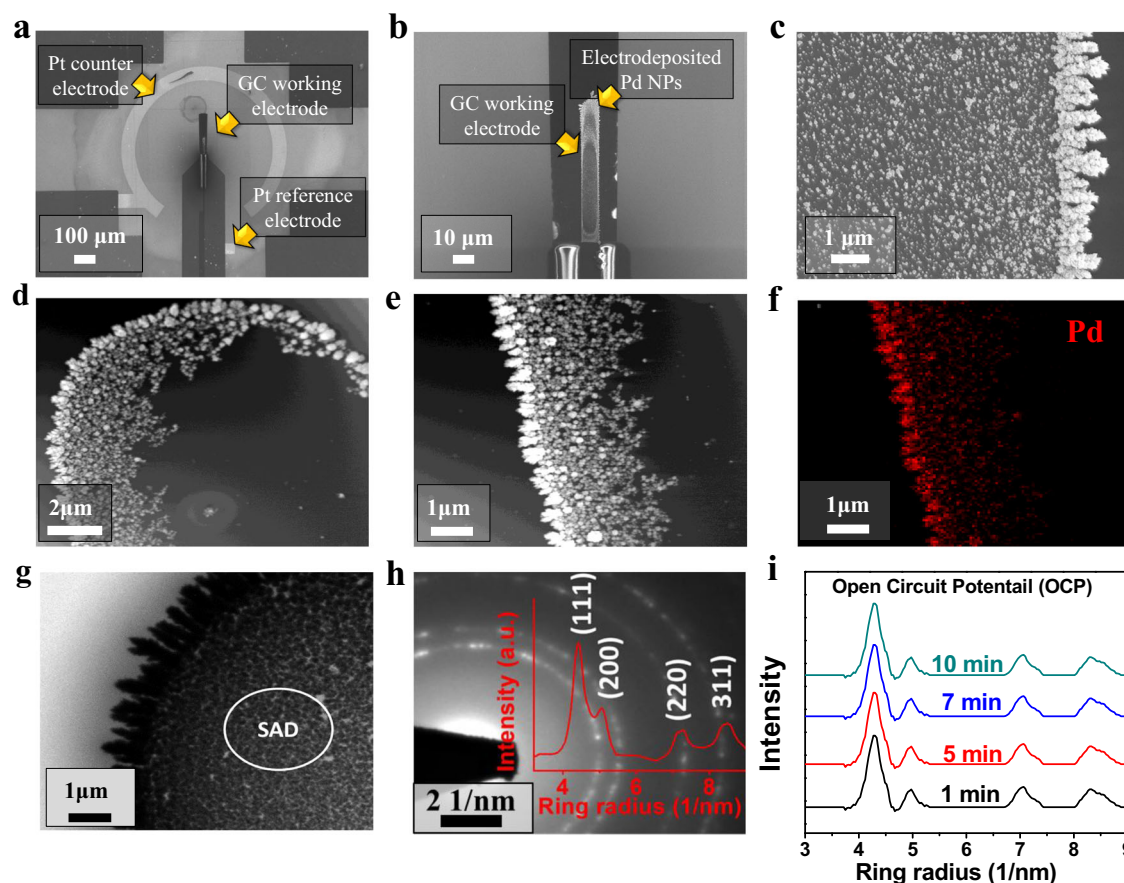 a
Pt counter
electrode
GC working
electrode
Pt reference
electrode
100 μm
b
Electrodeposited
Pd NPs
GC working
electrode
10 μm
c
1 μm
d
2μm
e
1μm
f
Pd
1μm
g
SAD
1μm
h
(111)
(200)
(220)
311)
Intensity (a.u.)
4 6 8
Ring radius (1/nm)
2 1/nm
i
Open Circuit Potentail (OCP)
10 min
7 min
5 min
1 min
Intensity
3 4 5 6 7 8 9
Ring radius (1/nm)